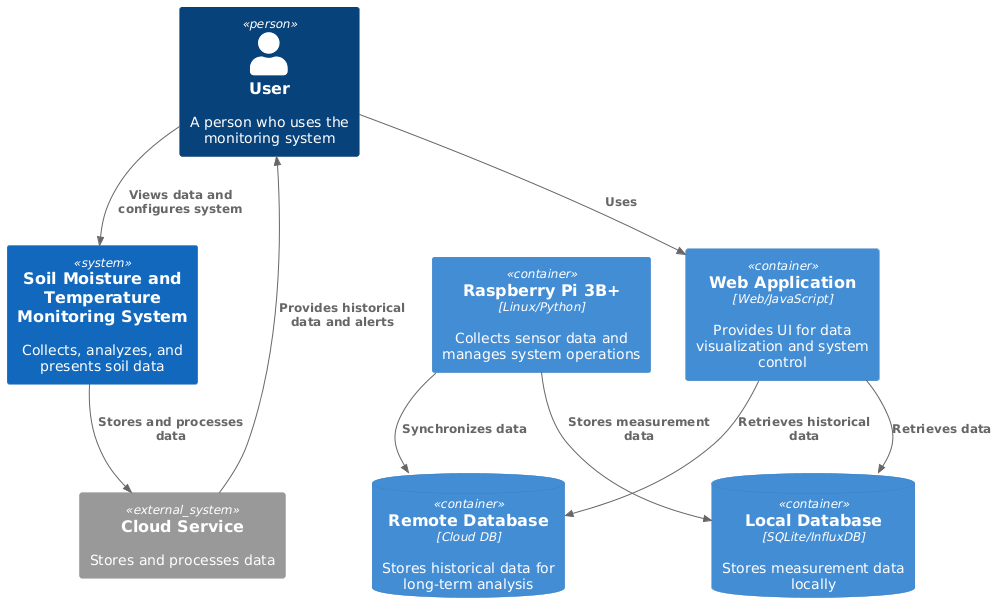 «person»
User
A person who uses the
monitoring system
Views data and
configures system
Uses
«system»
Soil Moisture and
Temperature
Monitoring System
Collects, analyzes, and
presents soil data
Provides historical
data and alerts
«container»
Raspberry Pi 3B+
[Linux/Python]
Collects sensor data and
manages system operations
«container»
Web Application
[Web/JavaScript]
Provides UI for data
visualization and system
control
Stores and processes
data
Synchronizes data
Stores measurement
data
Retrieves historical
data
Retrieves data
«external_system»
Cloud Service
Stores and processes data
«container»
Remote Database
[Cloud DB]
Stores historical data for
long-term analysis
«container»
Local Database
[SQLite/InfluxDB]
Stores measurement data
locally